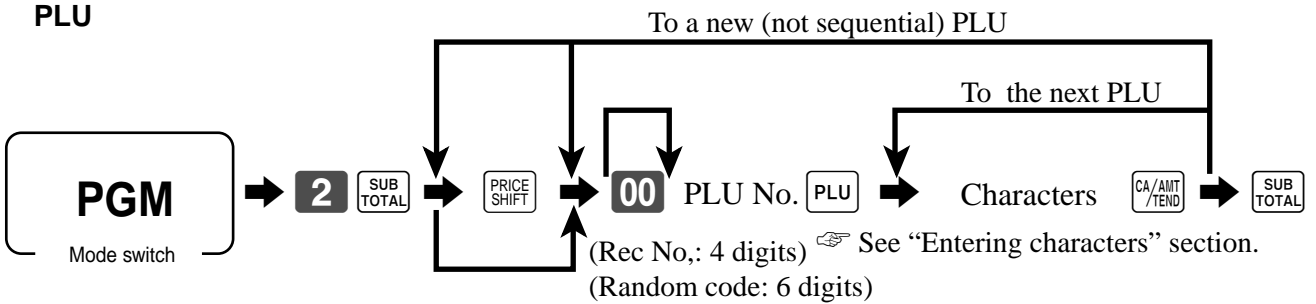 PLU
To a new (not sequential) PLU
To the next PLU
PGM
Mode switch
2
SUB
TOTAL
PRICE
SHIFT
00
PLU No.
PLU
Characters
CA/AMT
/TEND
SUB
TOTAL
(Rec No,: 4 digits)
☞ See “Entering characters” section.
(Random code: 6 digits)